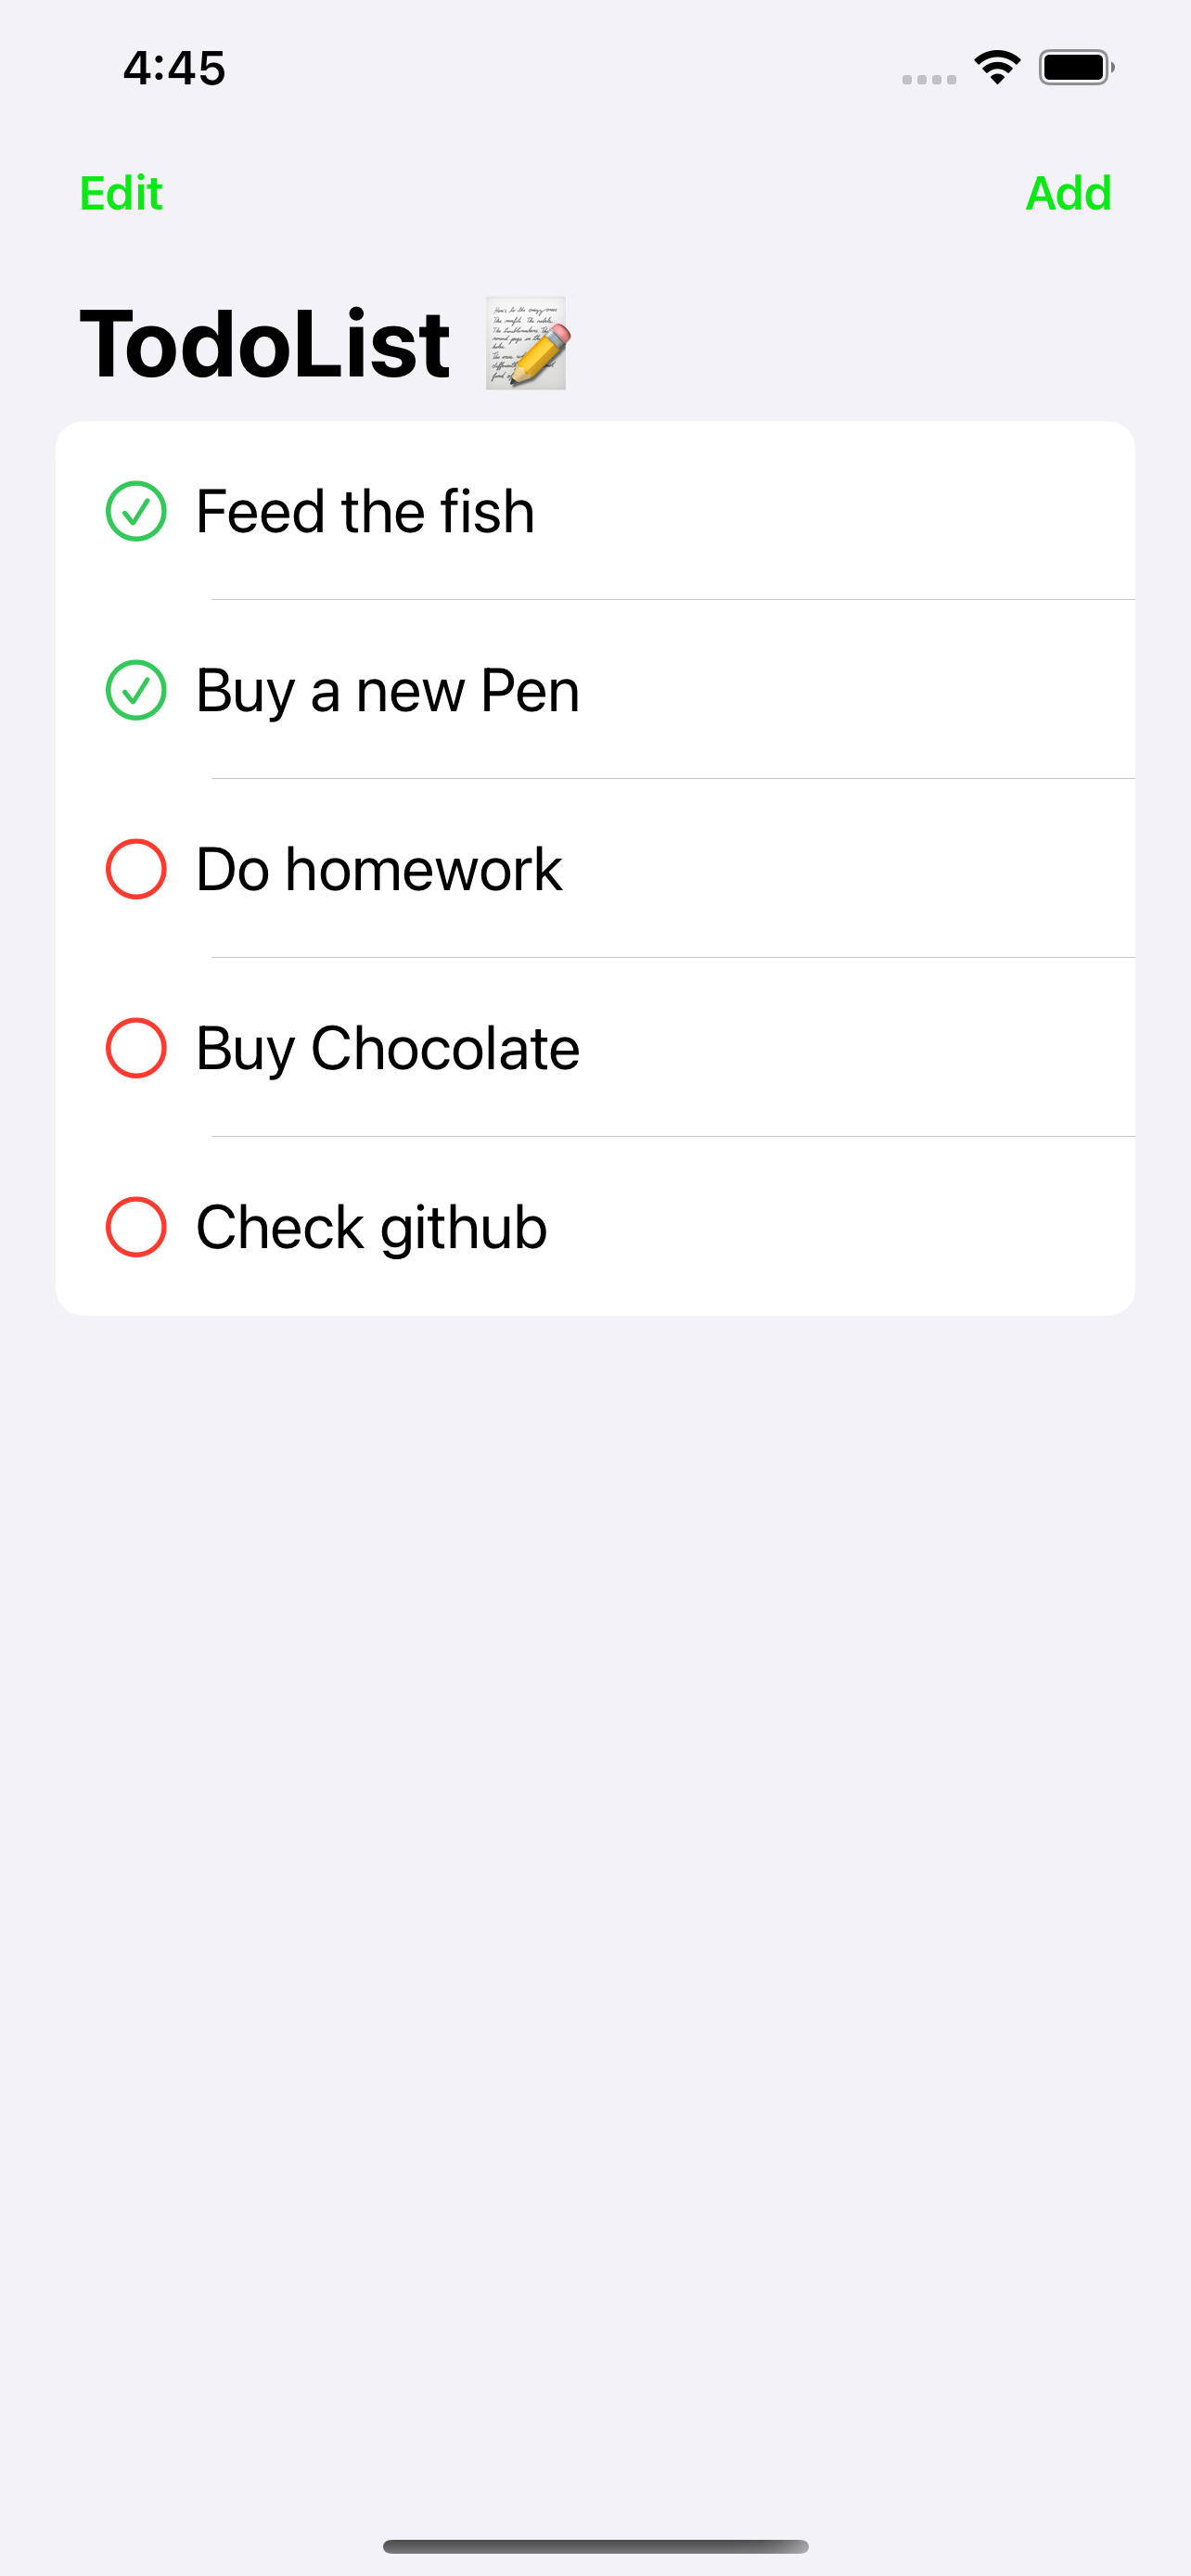 4:45
Edit Add
TodoList 📝
Feed the fish
Buy a new Pen
Do homework
Buy Chocolate
Check github